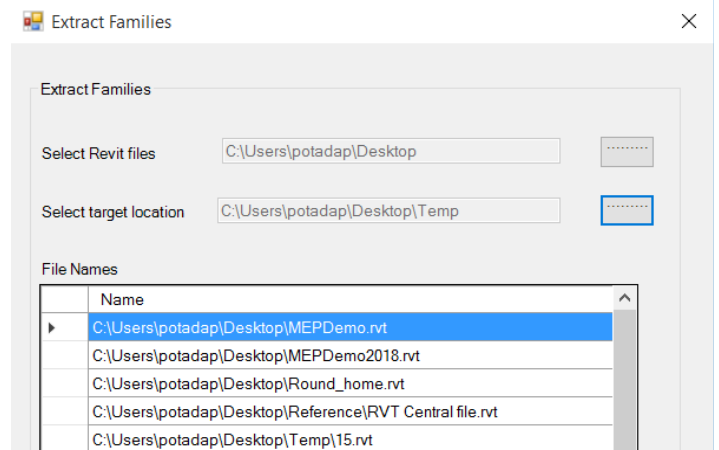 Extract Families
Extract Families
Select Revit files C:\Users\potadap\Desktop ·········
Select target location C:\Users\potadap\Desktop\Temp ·········
File Names
Name
C:\Users\potadap\Desktop\MEPDemo.rvt
C:\Users\potadap\Desktop\MEPDemo2018.rvt
C:\Users\potadap\Desktop\Round_home.rvt
C:\Users\potadap\Desktop\Reference\RVT Central file.rvt
C:\Users\potadap\Desktop\Temp\15.rvt